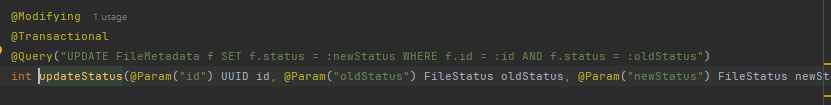 @Modifying 1 usage
@Transactional
@Query("UPDATE FileMetadata f SET f.status = :newStatus WHERE f.id = :id AND f.status = :oldStatus")
int updateStatus(@Param("id") UUID id, @Param("oldStatus") FileStatus oldStatus, @Param("newStatus") FileStatus newSt